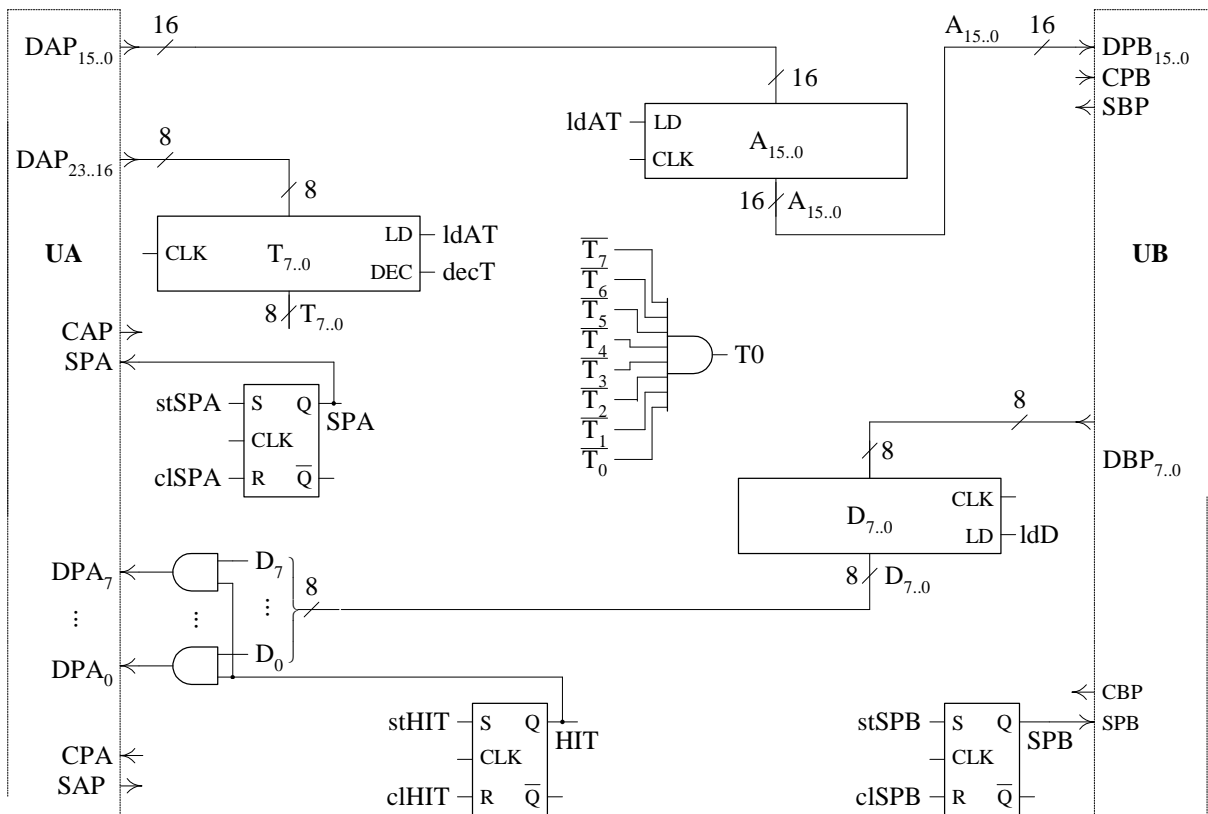 16
A₁₅..₀
16
DAP₁₅..₀
DPB₁₅..₀
CPB
16
SBP
ldAT
LD
A₁₅..₀
CLK
8
DAP₂₃..₁₆
8
16
A₁₅..₀
LD
ldAT
CLK
T₇..₀
UA
DEC
decT
UB
8
T₇..₀
T̅₇
T̅₆
T̅₅
T̅₄
T̅₃
T̅₂
T̅₁
T̅₀
T0
CAP
SPA
stSPA
S
Q
SPA
CLK
clSPA
R
Q̅
8
8
DBP₇..₀
CLK
D₇..₀
LD
ldD
8
D₇..₀
DPA₇
D₇
8
⋮
⋮
⋮
DPA₀
D₀
CBP
stHIT
S
Q
HIT
stSPB
S
Q
SPB
SPB
CPA
CLK
CLK
SAP
clHIT
R
Q̅
clSPB
R
Q̅